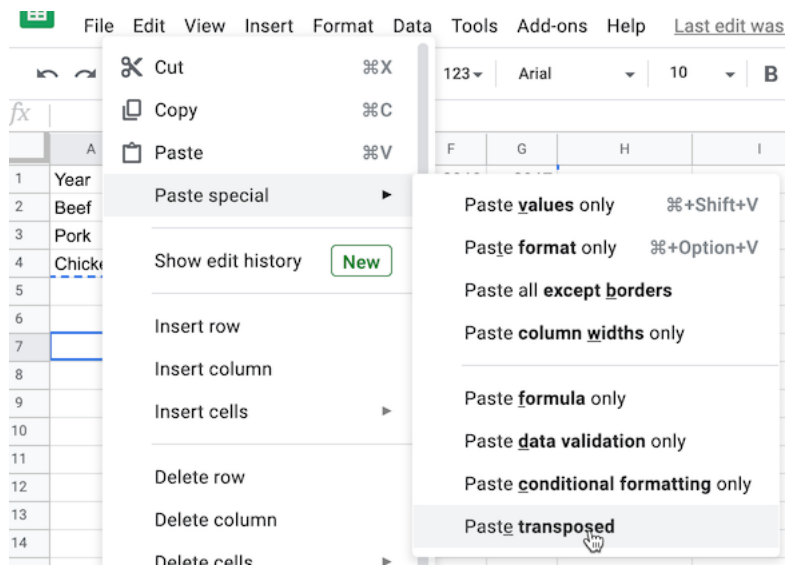 File Edit View Insert Format Data Tools Add-ons Help Last edit was
Cut ⌘X 123 Arial 10 B
fx Copy ⌘C
A Paste ⌘V F G H I
1 Year Paste special
2 Beef Paste values only ⌘+Shift+V
3 Pork Paste format only ⌘+Option+V
4 Chicke Show edit history New
5 Paste all except borders
6 Insert row Paste column widths only
7
8 Insert column
9 Insert cells Paste formula only
10
11 Paste data validation only
12 Delete row Paste conditional formatting only
13 Delete column Paste transposed
14 Delete cells